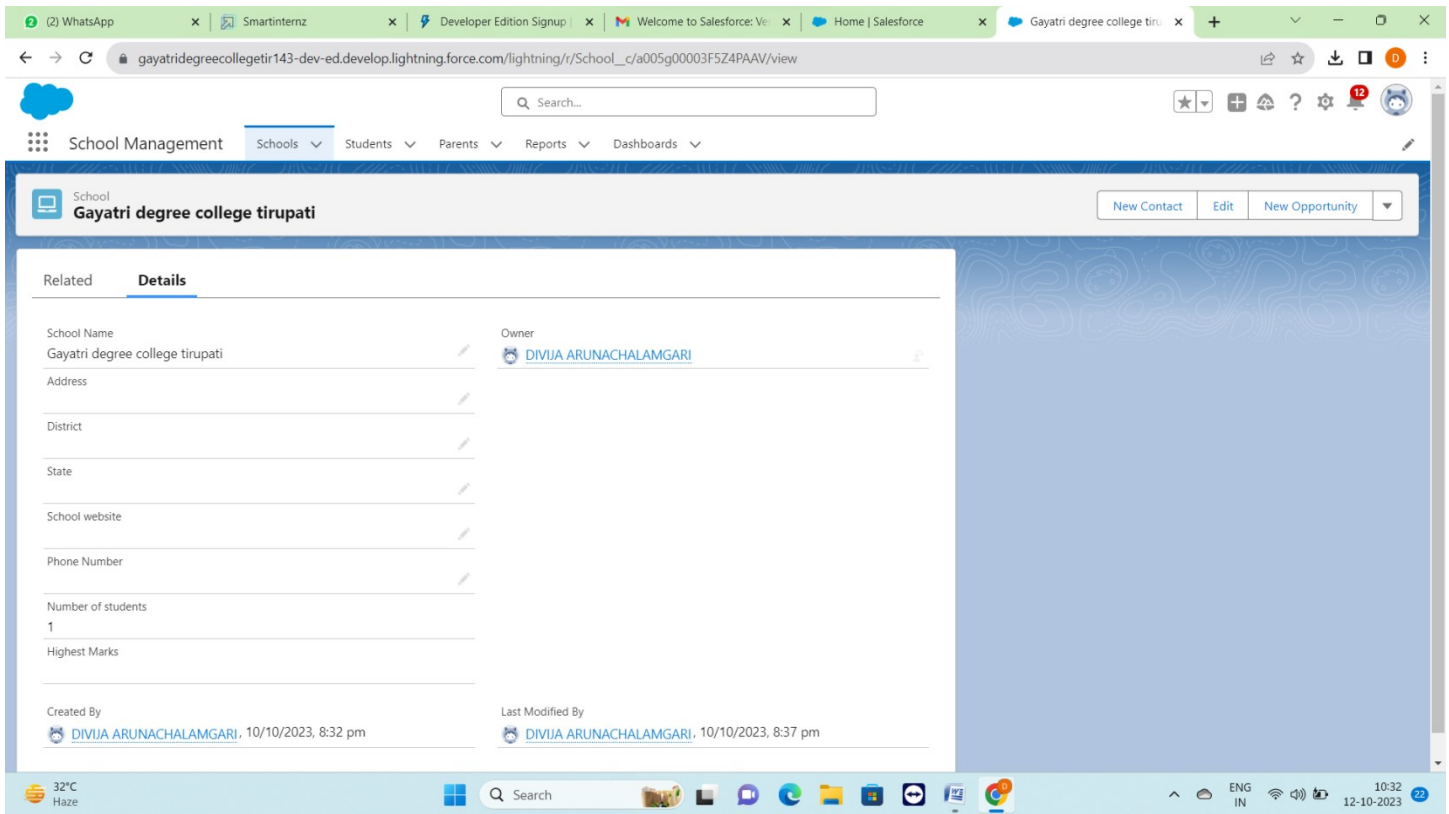 (2) WhatsApp
Smartinternz
Developer Edition Signup |
Welcome to Salesforce: Ve
Home | Salesforce
Gayatri degree college tiru
gayatridegreecollegetir143-dev-ed.develop.lightning.force.com/lightning/r/School__c/a005g00003F5Z4PAAV/view
D
Search...
12
School Management
Schools
Students
Parents
Reports
Dashboards
School
Gayatri degree college tirupati
New Contact
Edit
New Opportunity
Related
Details
School Name
Gayatri degree college tirupati
Owner
DIVIJA ARUNACHALAMGARI
Address
District
State
School website
Phone Number
Number of students
1
Highest Marks
Created By
DIVIJA ARUNACHALAMGARI, 10/10/2023, 8:32 pm
Last Modified By
DIVIJA ARUNACHALAMGARI, 10/10/2023, 8:37 pm
32°C
Haze
Search
ENG
IN
10:32
12-10-2023
22